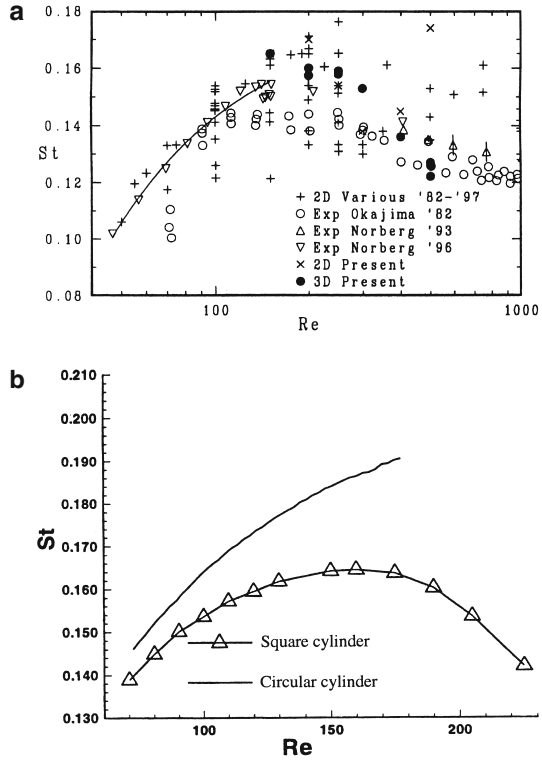 a
0.18
0.16
0.14
St
0.12
0.10
0.08
+ 2D Various '82-'97
○ Exp Okajima '82
△ Exp Norberg '93
▽ Exp Norberg '96
× 2D Present
● 3D Present
100
1000
Re
b
0.210
0.200
0.190
0.180
St
0.170
0.160
0.150
0.140
0.130
Square cylinder
Circular cylinder
100
150
200
Re